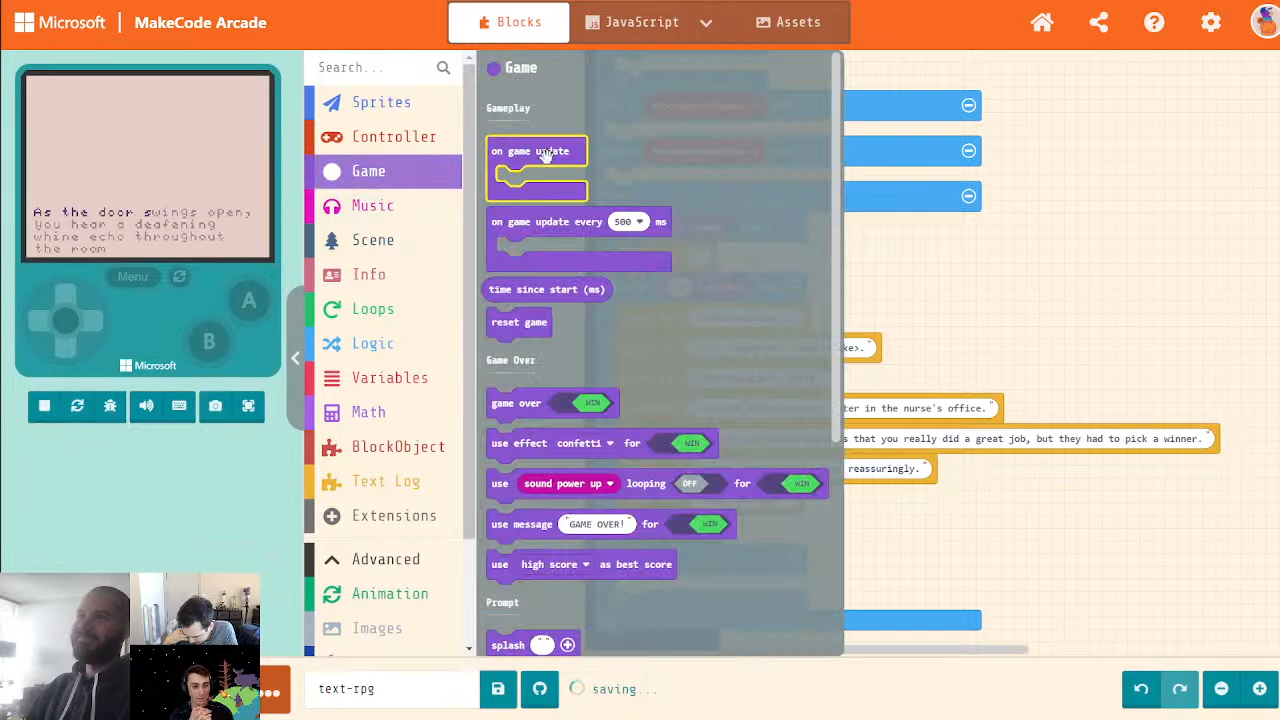 Microsoft
MakeCode Arcade
Blocks
JavaScript
Assets
As the door swings open,
you hear a deafening
whine echo throughout
the room
Menu
A
B
Microsoft
Search...
Sprites
Controller
Game
Music
Scene
Info
Loops
Logic
Variables
Math
BlockObject
Text Log
Extensions
Advanced
Animation
Images
Game
Gameplay
on game update
on game update every 500 ms
time since start (ms)
reset game
Game Over
game over WIN
use effect confetti for WIN
use sound power up looping OFF for WIN
use message "GAME OVER!" for WIN
use high score as best score
Prompt
splash " "
ke>."
ter in the nurse's office."
s that you really did a great job, but they had to pick a winner."
reassuringly."
text-rpg
saving...